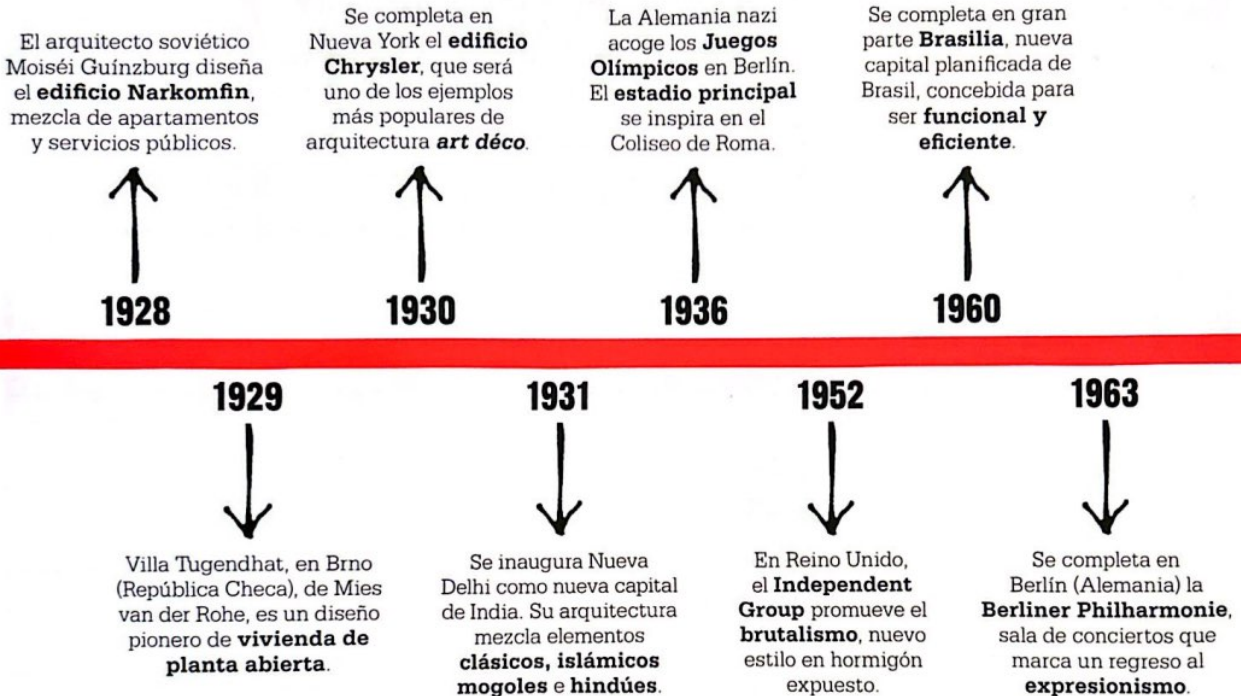 El arquitecto soviético
Moiséi Guínzburg diseña
el edificio Narkomfin,
mezcla de apartamentos
y servicios públicos.
1928
Se completa en
Nueva York el edificio
Chrysler, que será
uno de los ejemplos
más populares de
arquitectura art déco.
1930
La Alemania nazi
acoge los Juegos
Olímpicos en Berlín.
El estadio principal
se inspira en el
Coliseo de Roma.
1936
Se completa en gran
parte Brasilia, nueva
capital planificada de
Brasil, concebida para
ser funcional y
eficiente.
1960
1929
Villa Tugendhat, en Brno
(República Checa), de Mies
van der Rohe, es un diseño
pionero de vivienda de
planta abierta.
1931
Se inaugura Nueva
Delhi como nueva capital
de India. Su arquitectura
mezcla elementos
clásicos, islámicos
mogoles e hindúes.
1952
En Reino Unido,
el Independent
Group promueve el
brutalismo, nuevo
estilo en hormigón
expuesto.
1963
Se completa en
Berlín (Alemania) la
Berliner Philharmonie,
sala de conciertos que
marca un regreso al
expresionismo.